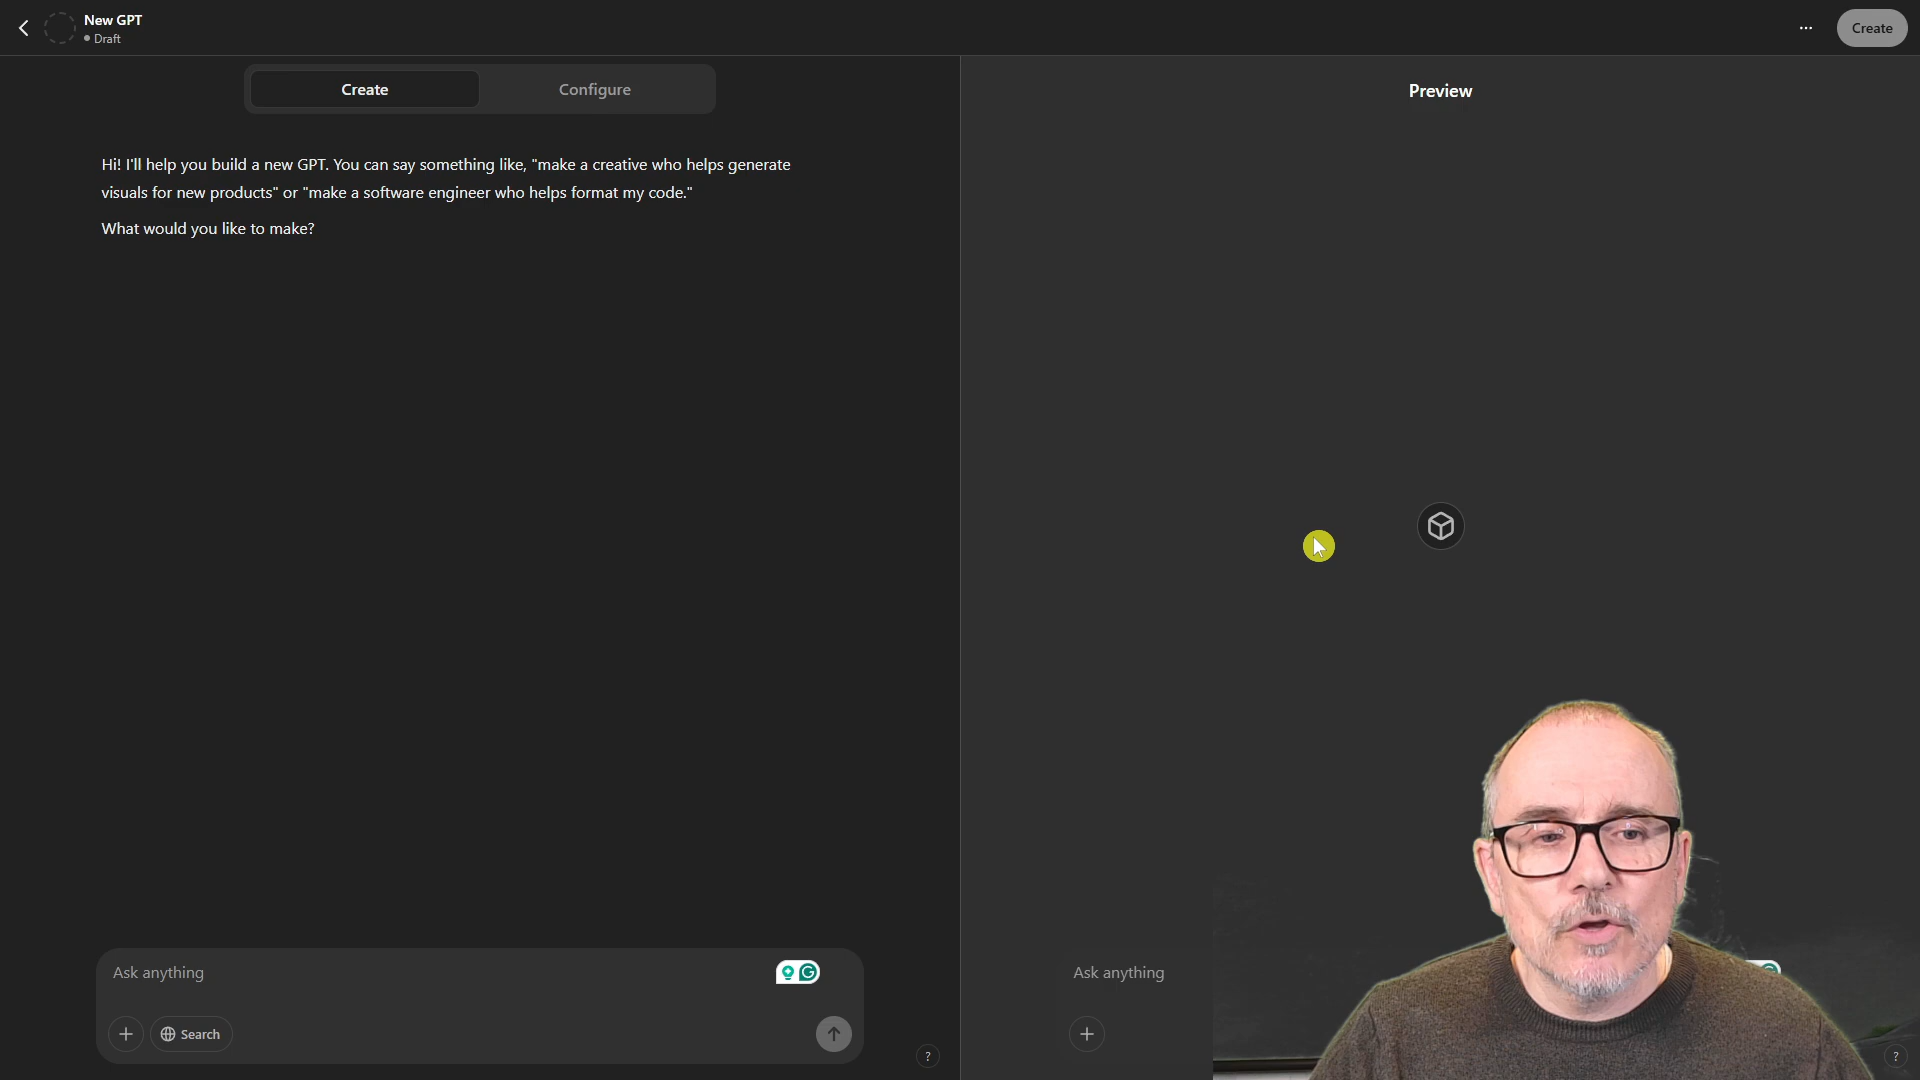 New GPT
Draft
Create
Create
Configure
Preview
Hi! I'll help you build a new GPT. You can say something like, "make a creative who helps generate
visuals for new products" or "make a software engineer who helps format my code."
What would you like to make?
Ask anything
Search
?
Ask anything
?